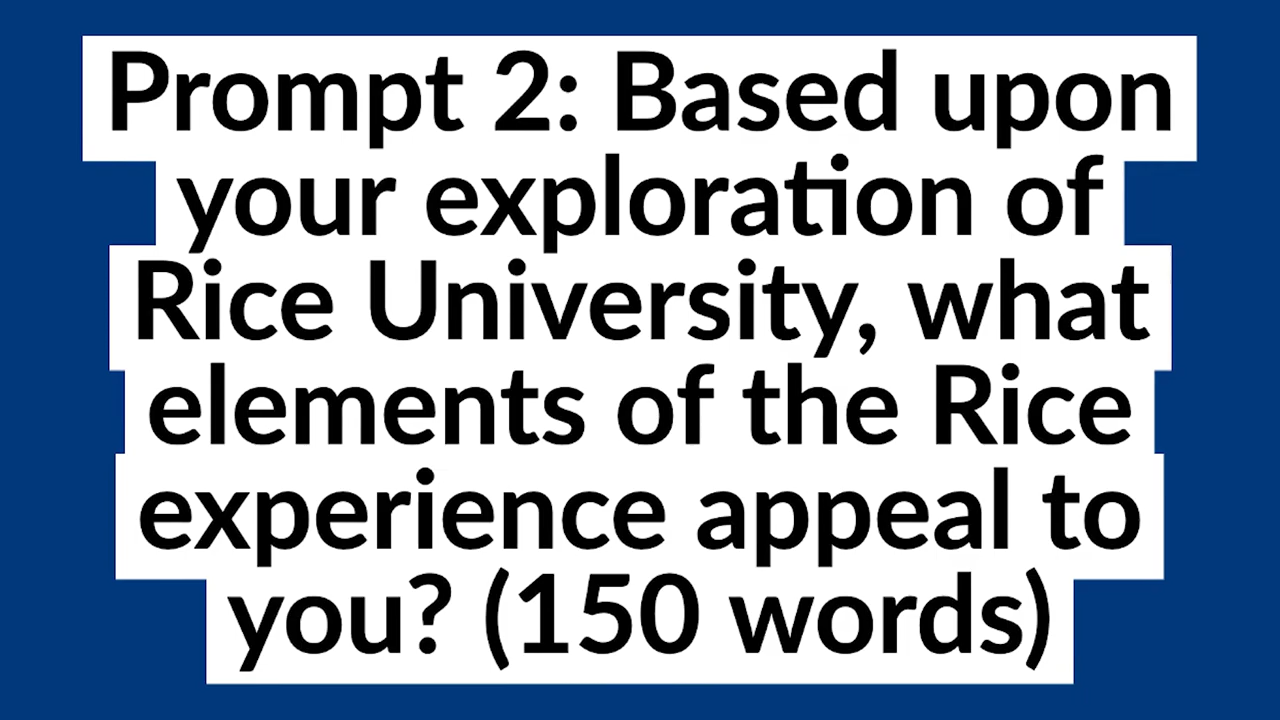 Prompt 2: Based upon
your exploration of
Rice University, what
elements of the Rice
experience appeal to
you? (150 words)